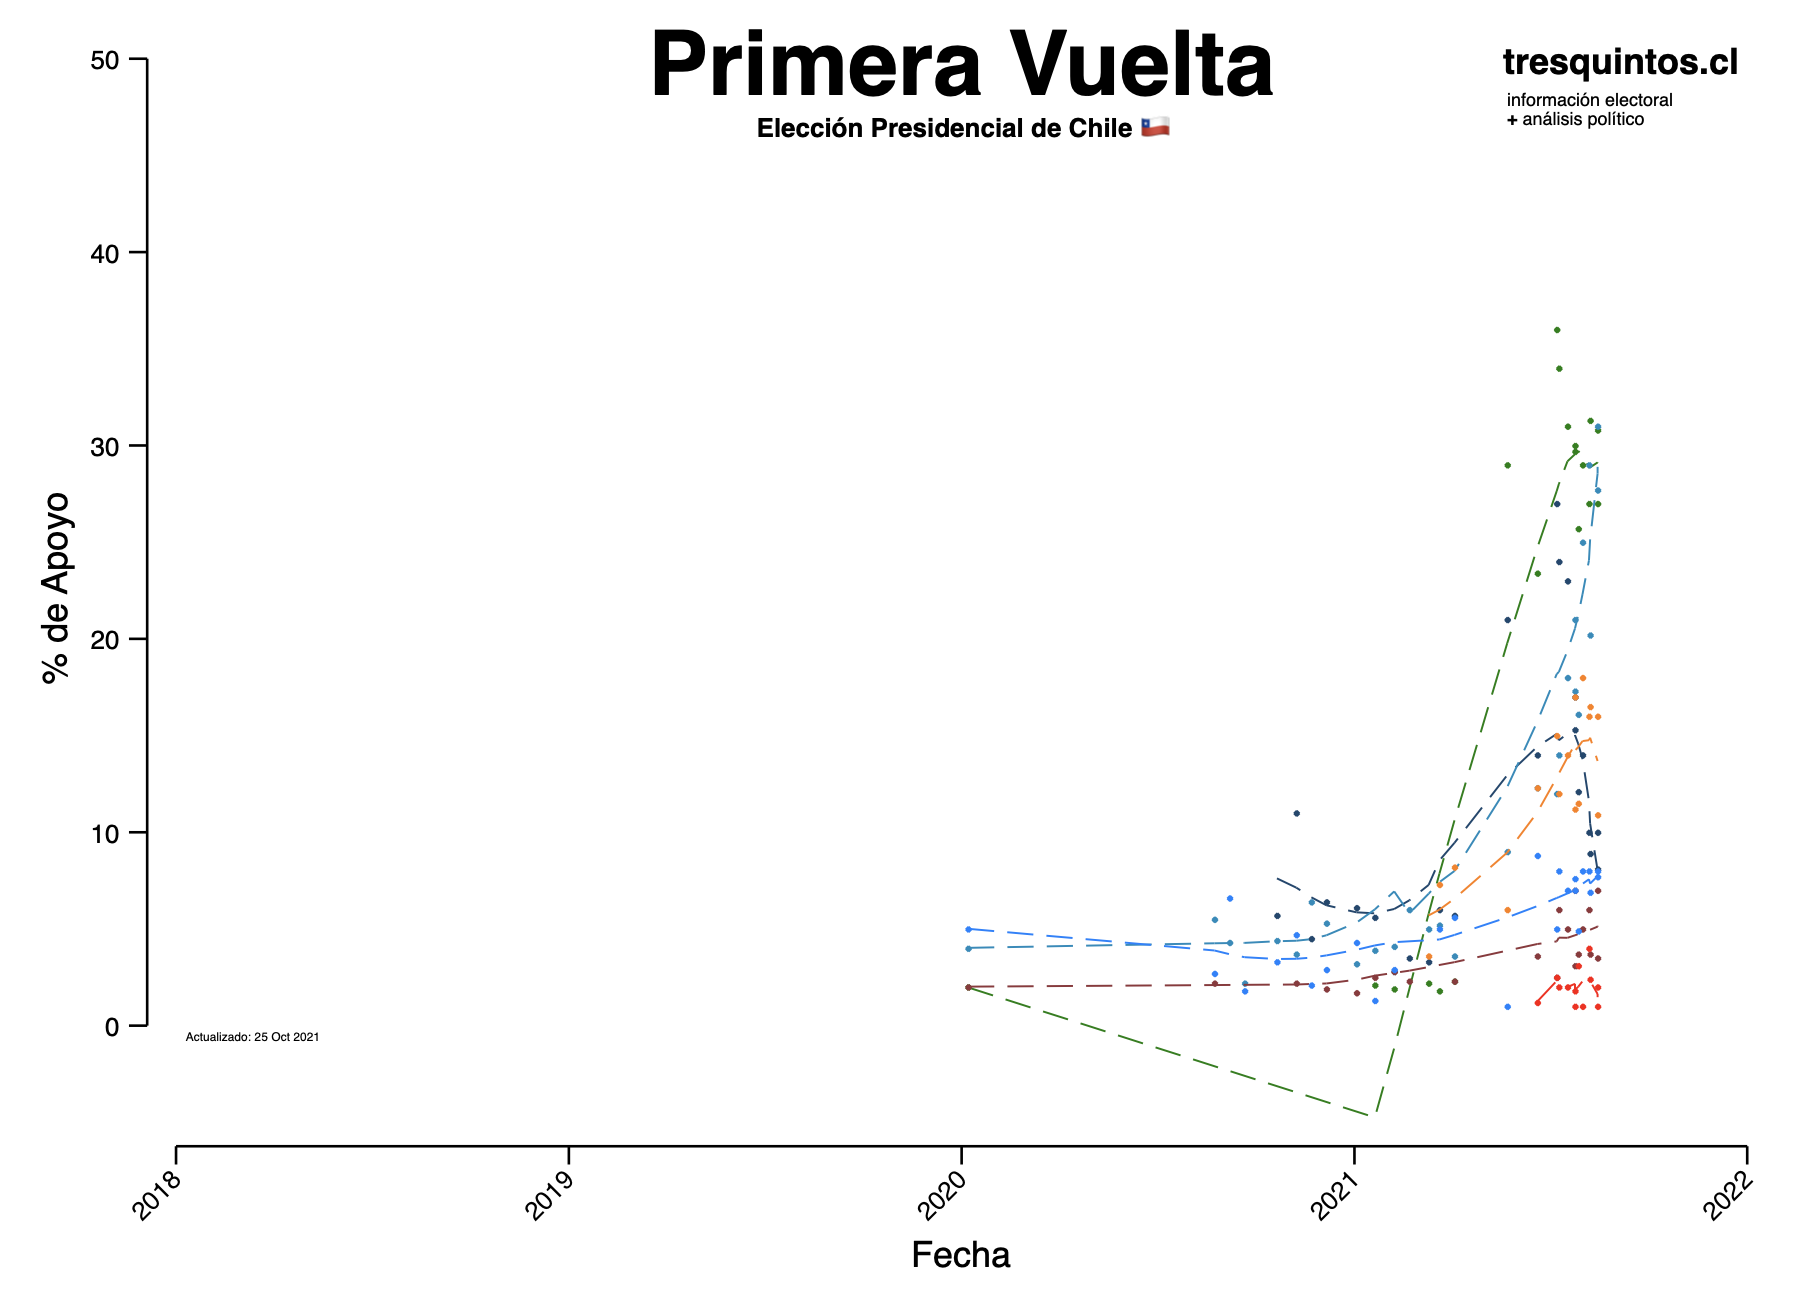 Primera Vuelta
Elección Presidencial de Chile 🇨🇱
tresquintos.cl
información electoral
+ análisis político
% de Apoyo
50
40
30
20
10
0
Actualizado: 25 Oct 2021
2018
2019
2020
2021
2022
Fecha